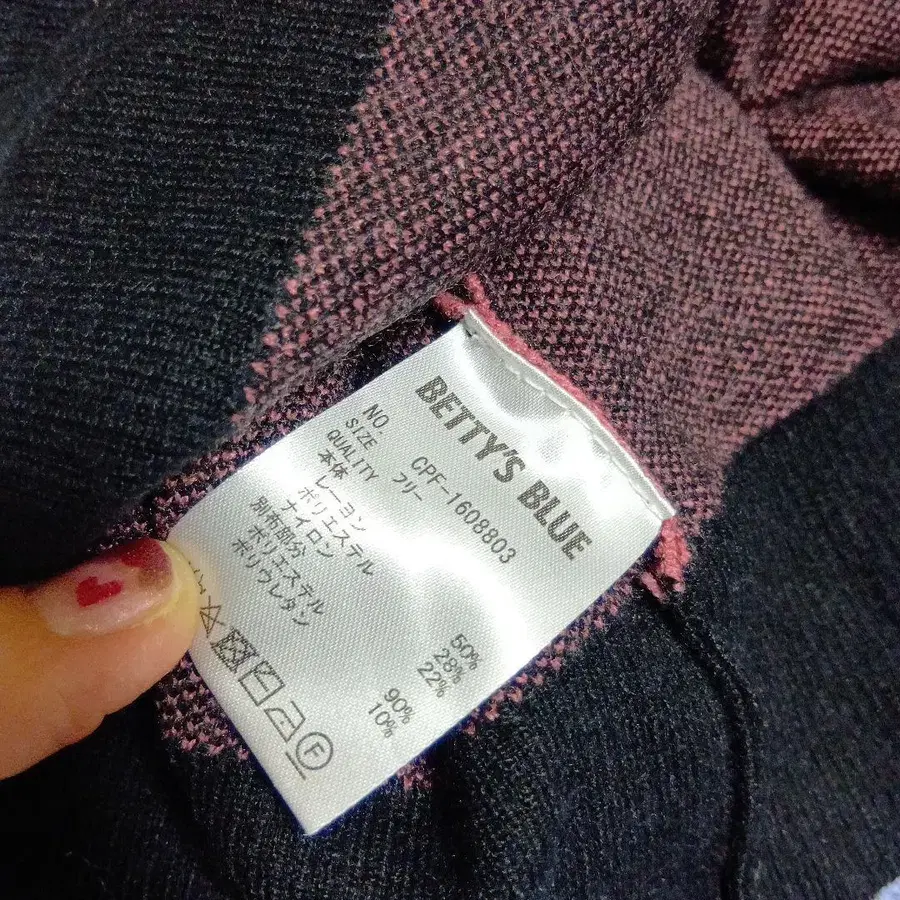 BETTY'S BLUE
NO. CPF-1608803
SIZE フリー
QUALITY
本体 レーヨン 50%
ポリエステル 28%
ナイロン 22%
別布部分
ポリエステル 90%
ポリウレタン 10%
F